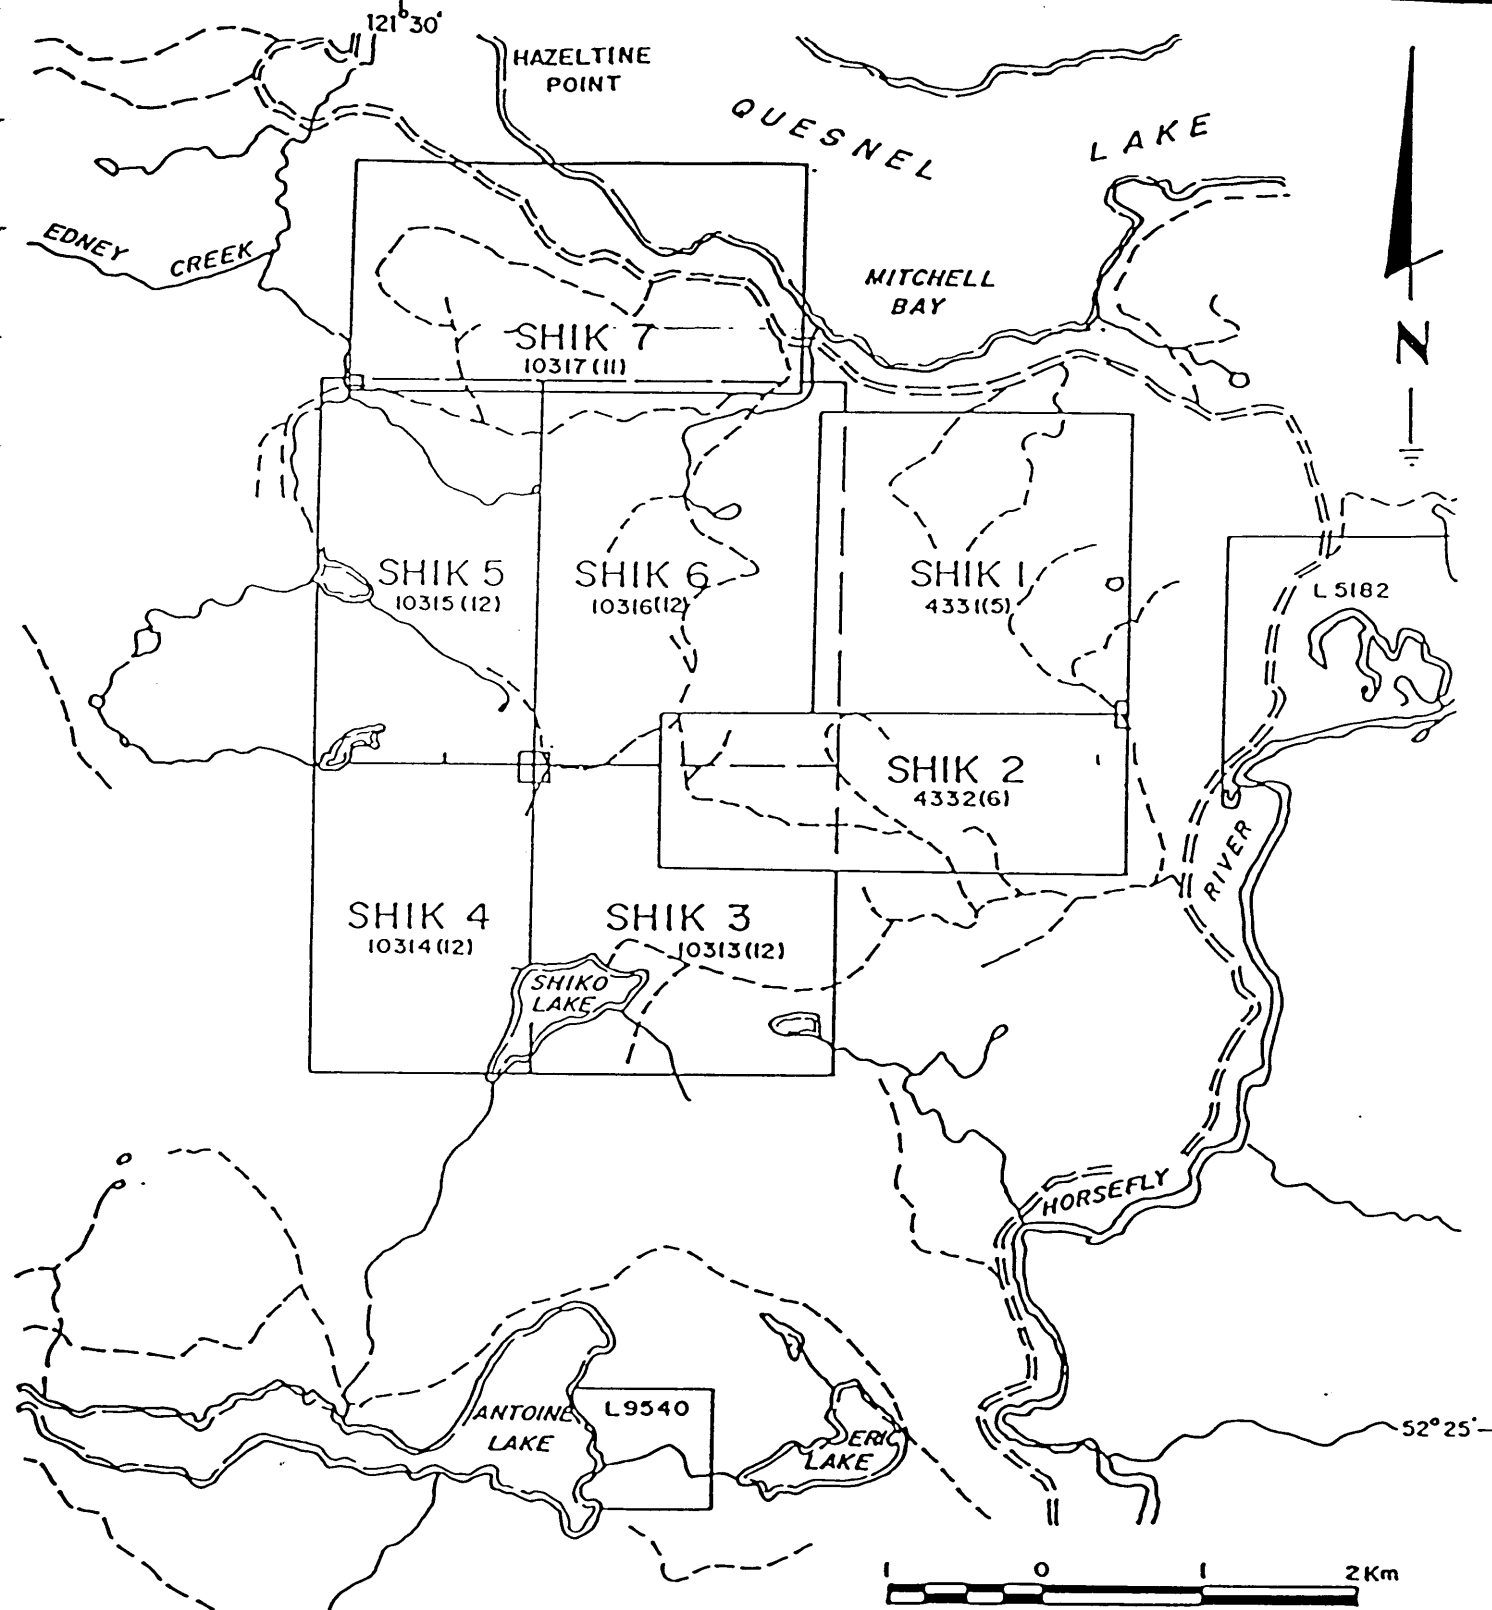 121°30'
HAZELTINE
POINT
QUESNEL LAKE
EDNEY CREEK
MITCHELL
BAY
N
SHIK 7
10317(11)
SHIK 5
10315(12)
SHIK 6
10316(12)
SHIK 1
4331(5)
L 5182
SHIK 2
4332(6)
SHIK 4
10314(12)
SHIK 3
10313(12)
SHIKO
LAKE
HORSEFLY RIVER
ANTOINE
LAKE
L9540
ERIC
LAKE
52°25'
1 0 1 2 Km